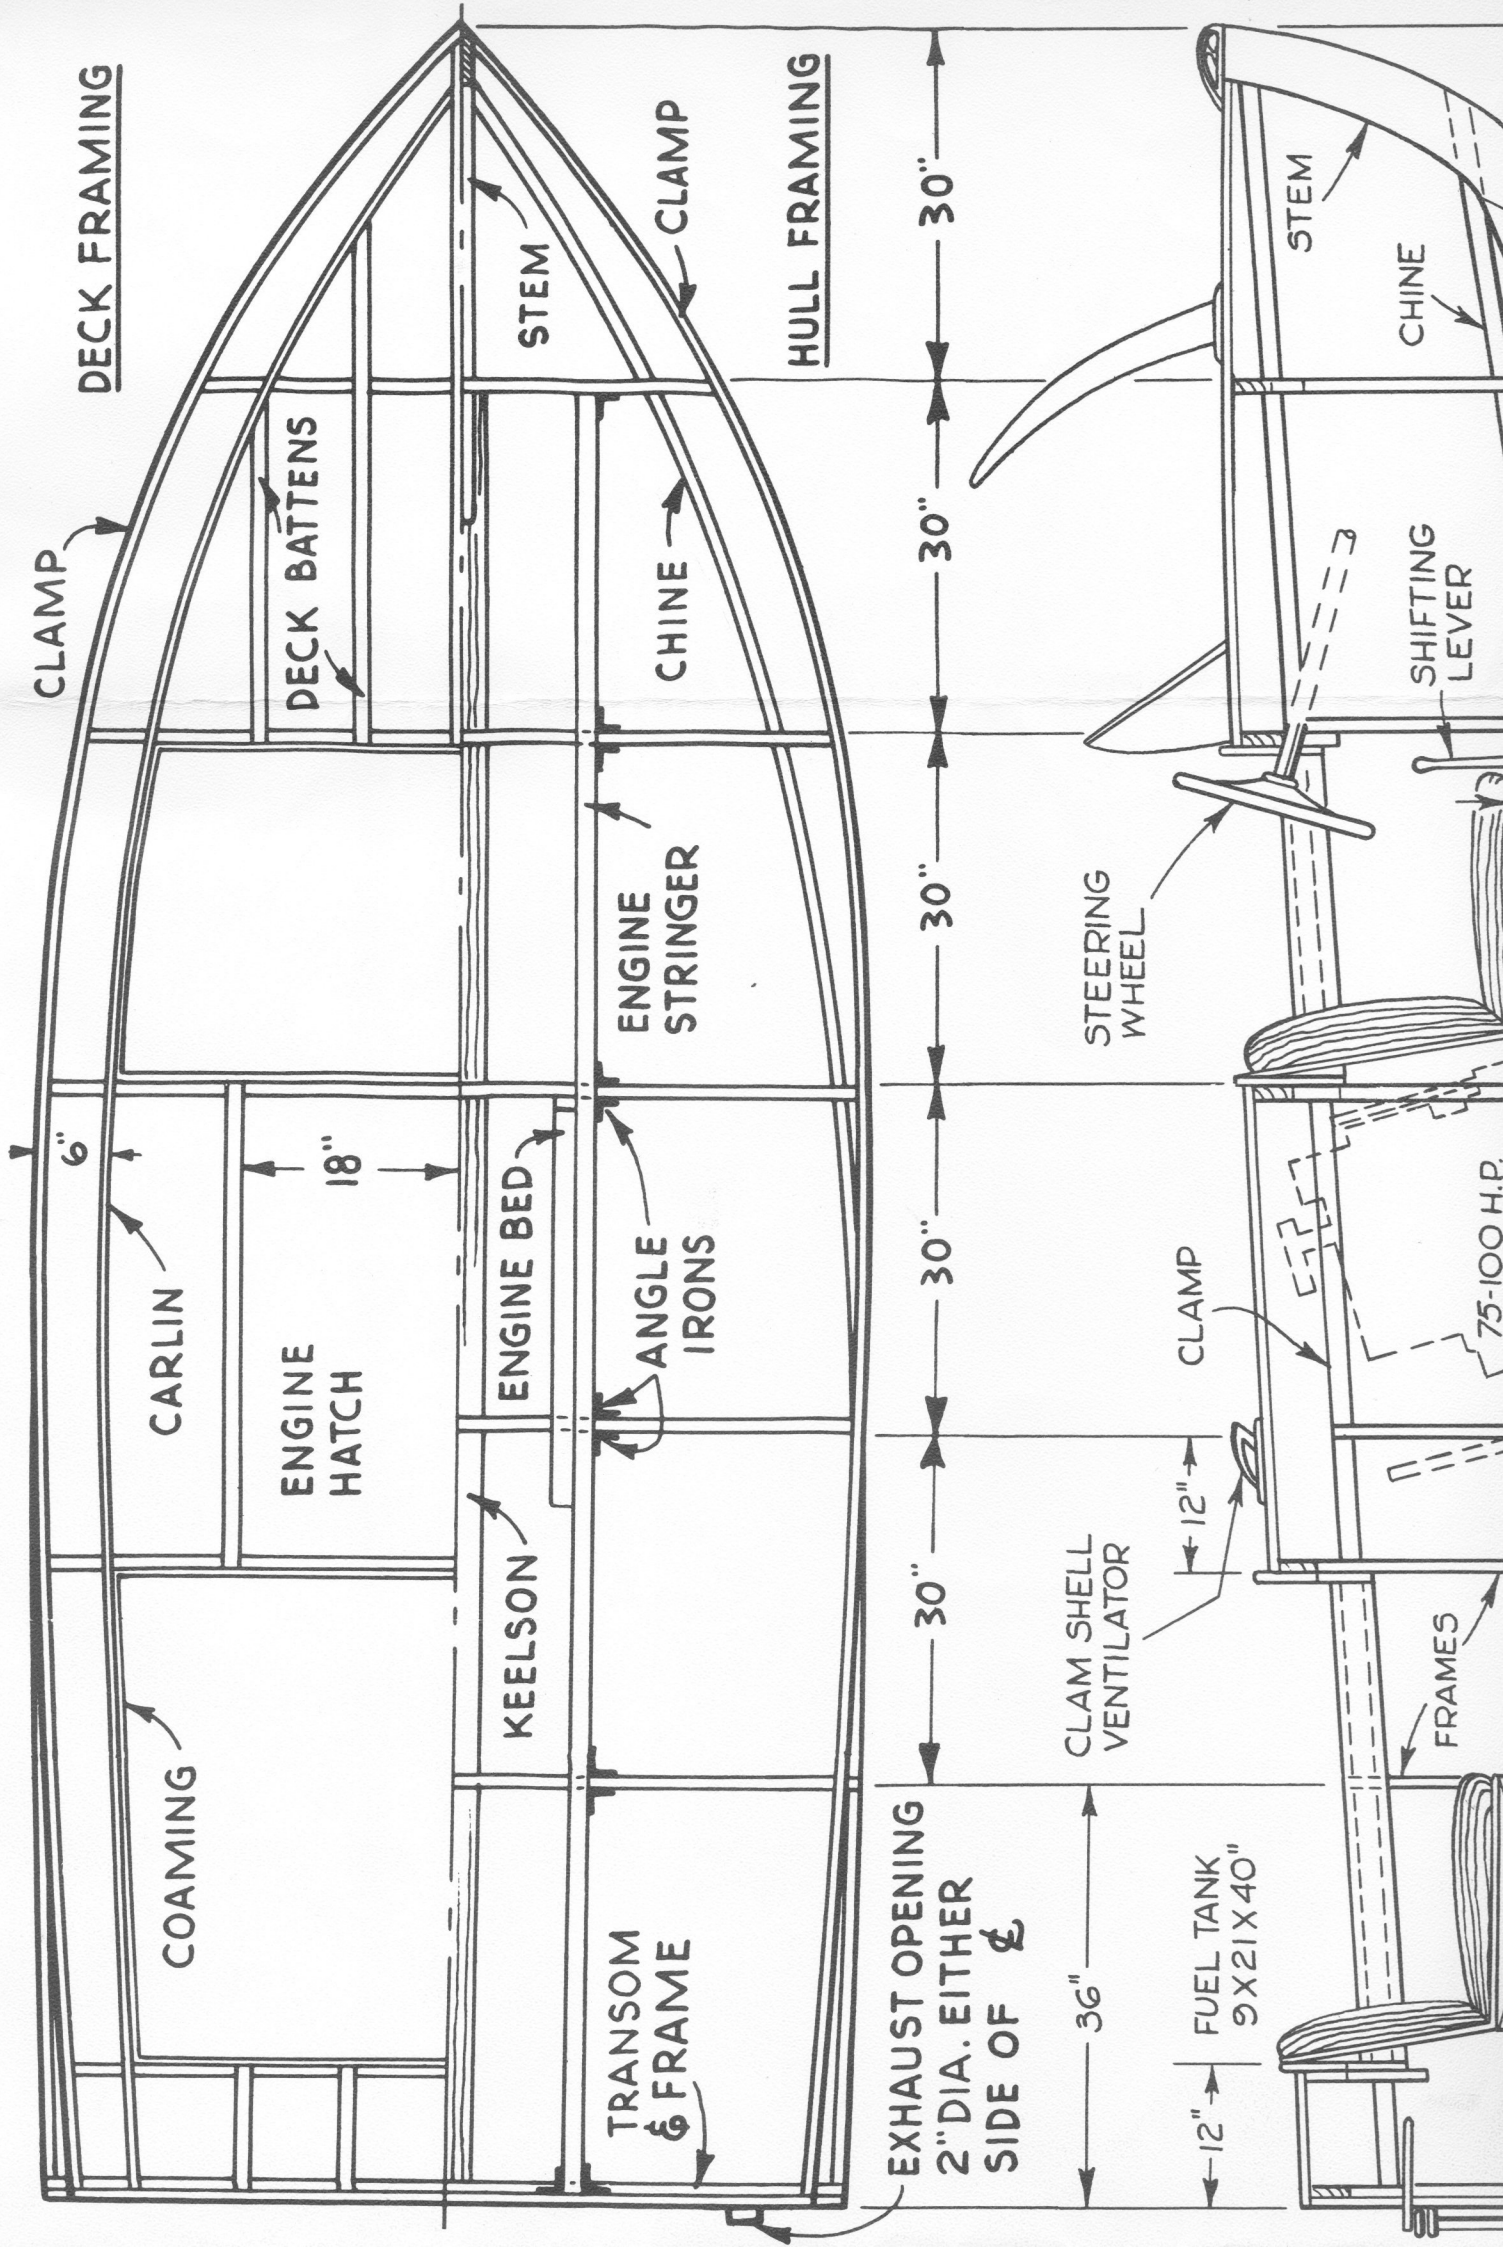 DECK FRAMING
CLAMP
DECK BATTENS
STEM
CLAMP
HULL FRAMING
CHINE
6"
18"
CARLIN
ENGINE
HATCH
ENGINE BED
ENGINE
STRINGER
ANGLE
IRONS
COAMING
KEELSON
TRANSOM
& FRAME
EXHAUST OPENING
2" DIA. EITHER
SIDE OF ℄
30"
30"
30"
30"
30"
36"
STEM
CHINE
SHIFTING
LEVER
STEERING
WHEEL
CLAMP
75-100 H.P.
12"
CLAM SHELL
VENTILATOR
FRAMES
FUEL TANK
9X21X40"
12"